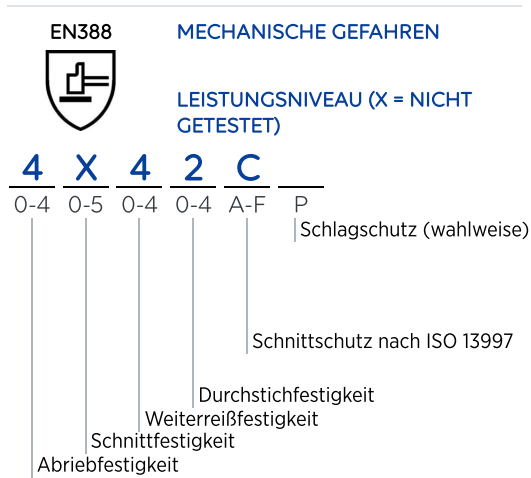 EN388
MECHANISCHE GEFAHREN
LEISTUNGSNIVEAU (X = NICHT
GETESTET)
4 X 4 2 C
0-4 0-5 0-4 0-4 A-F P
Schlagschutz (wahlweise)
Schnittschutz nach ISO 13997
Durchstichfestigkeit
Weiterreißfestigkeit
Schnittfestigkeit
Abriebfestigkeit